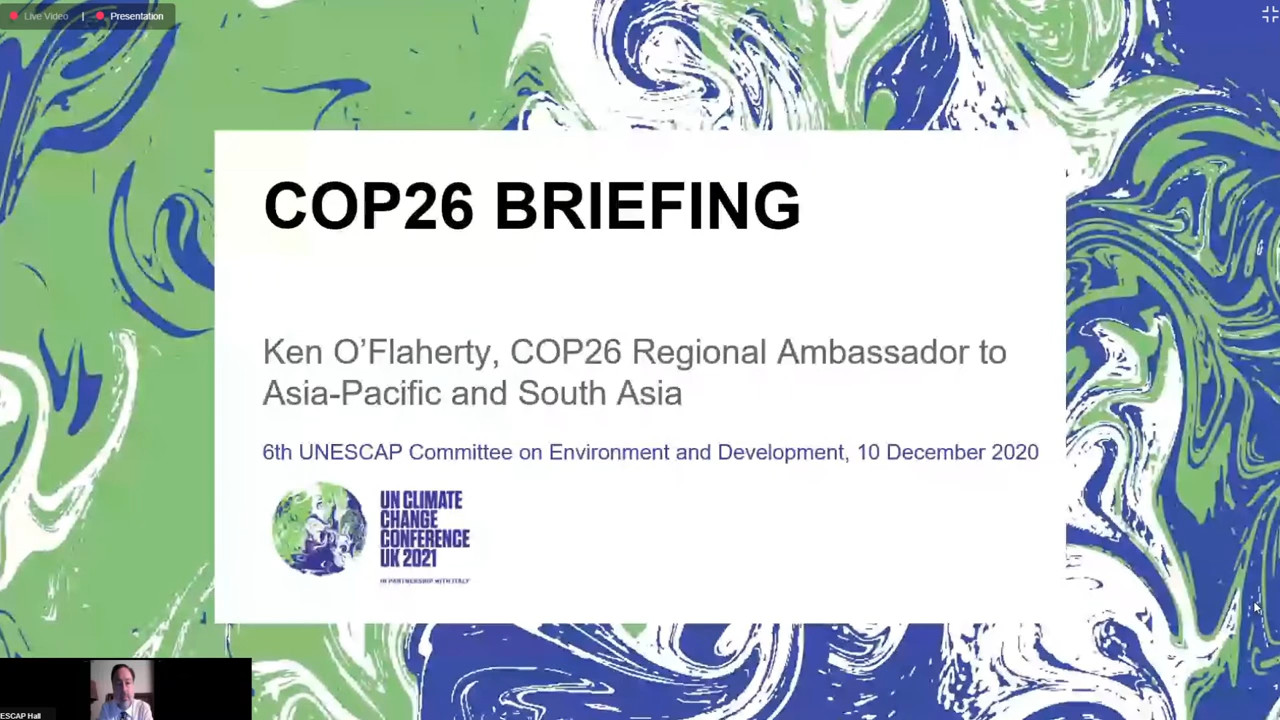 Live Video | Presentation
COP26 BRIEFING
Ken O’Flaherty, COP26 Regional Ambassador to
Asia-Pacific and South Asia
6th UNESCAP Committee on Environment and Development, 10 December 2020
UN CLIMATE
CHANGE
CONFERENCE
UK 2021
IN PARTNERSHIP WITH ITALY
ESCAP Hall